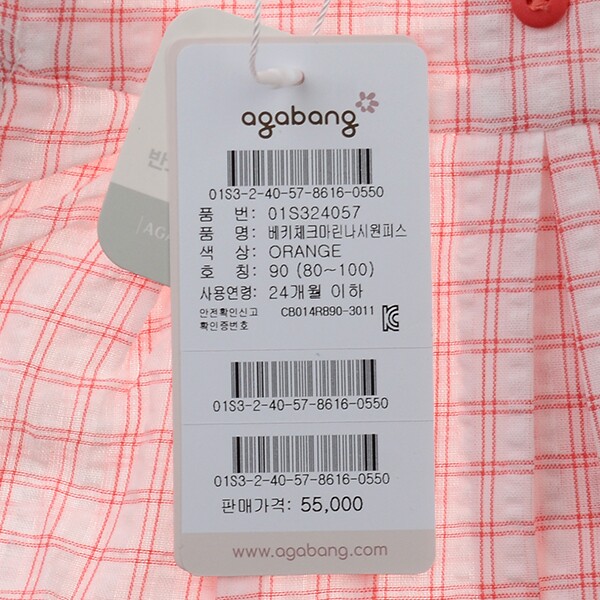 agabang
01S3-2-40-57-8616-0550
품 번: 01S324057
품 명: 베키체크마린나시원피스
색 상: ORANGE
호 칭: 90 (80~100)
사용연령: 24개월 이하
안전확인신고 CB014R890-3011
확인증번호
01S3-2-40-57-8616-0550
01S3-2-40-57-8616-0550
판매가격: 55,000
www.agabang.com